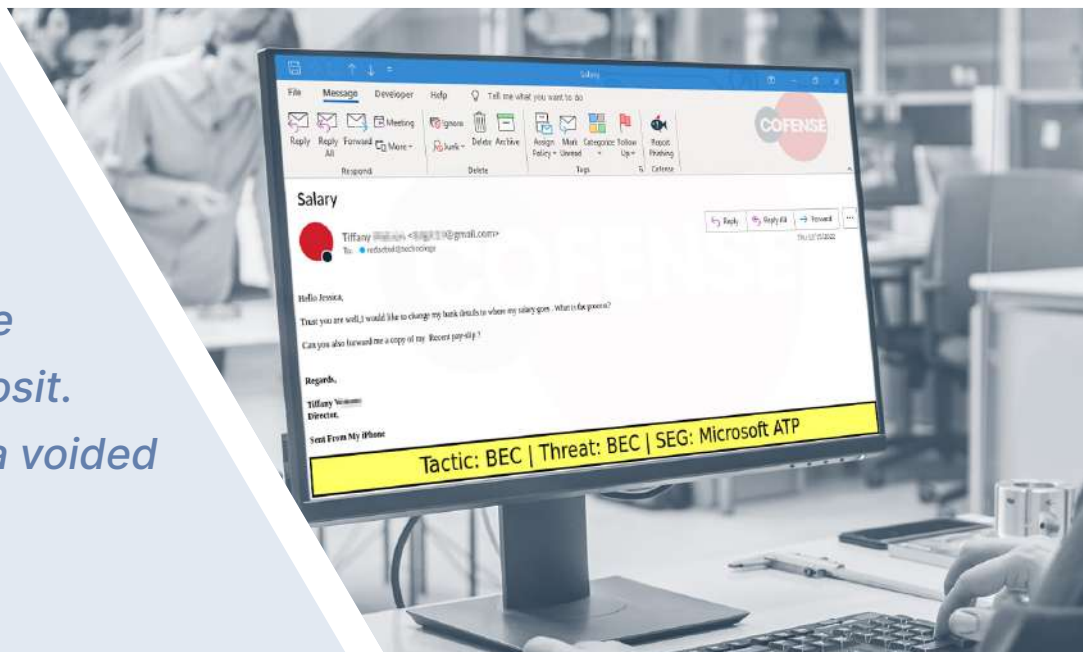 e
osit.
a voided
Salary
File Message Developer Help Tell me what you want to do
Reply Reply All Forward Meeting More Ignore Junk Delete Archive Assign Policy Mark Unread Categorize Follow Up Report Phishing
Respond Delete Tags Cofense
COFENSE
Salary
Reply Reply All Forward
Tiffany @gmail.com>
To:
COFENSE
Hello Jessica,
Trust you are well,I would like to change my bank details to where my salary goes . What is the process?
Can you also forward me a copy of my Recent pay-slip ?
Regards,
Tiffany
Director.
Sent From My iPhone
Tactic: BEC | Threat: BEC | SEG: Microsoft ATP